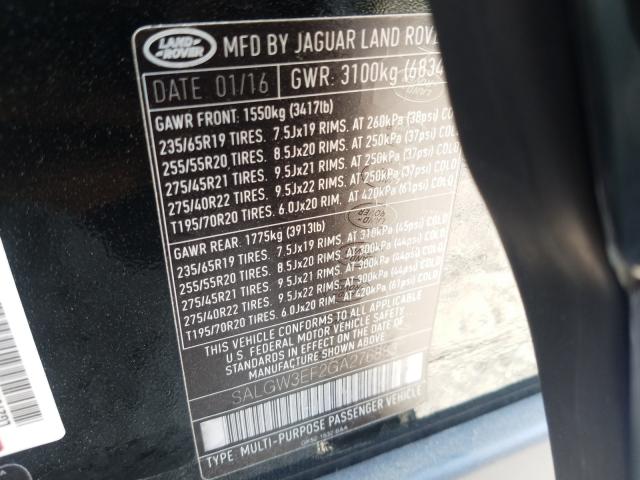 LAND ROVER
MFD BY JAGUAR LAND ROV
DATE 01/16 GWR: 3100kg (6834
GAWR FRONT: 1550kg (3417lb)
235/65R19 TIRES. 7.5Jx19 RIMS. AT 260kPa (38psi) COLD
255/55R20 TIRES. 8.5Jx20 RIMS. AT 250kPa (37psi) COLD
275/45R21 TIRES. 9.5Jx21 RIMS. AT 250kPa (37psi) COLD
275/40R22 TIRES. 9.5Jx22 RIMS. AT 250kPa (37psi) COLD
T195/70R20 TIRES. 6.0Jx20 RIM. AT 420kPa (61psi) COLD
GAWR REAR: 1775kg (3913lb)
235/65R19 TIRES. 7.5Jx19 RIMS. AT 310kPa (45psi) COLD
255/55R20 TIRES. 8.5Jx20 RIMS. AT 300kPa (44psi) COLD
275/45R21 TIRES. 9.5Jx21 RIMS. AT 300kPa (44psi) COLD
275/40R22 TIRES. 9.5Jx22 RIMS. AT 300kPa (44psi) COLD
T195/70R20 TIRES. 6.0Jx20 RIM. AT 420kPa (61psi) COLD
THIS VEHICLE CONFORMS TO ALL APPLICABLE
U.S. FEDERAL MOTOR VEHICLE SAFETY
STANDARDS IN EFFECT ON THE DATE OF
MANUFACTURE SHOWN ABOVE.
TYPE: MULTI-PURPOSE PASSENGER VEHICLE